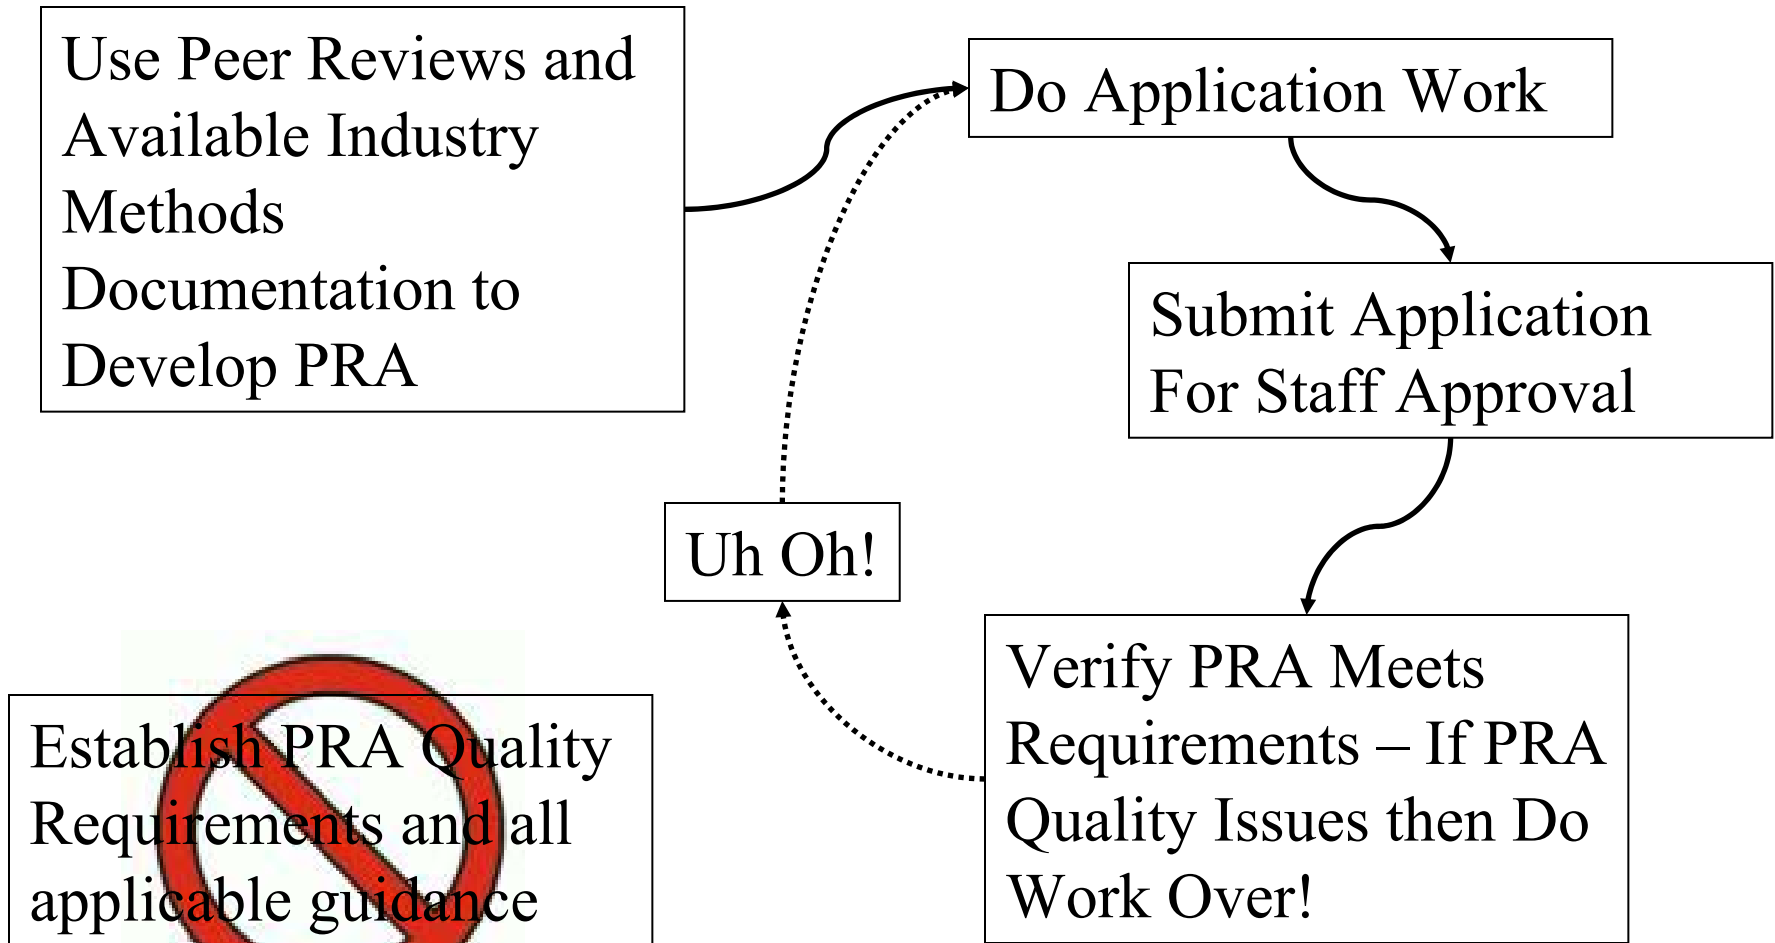 Use Peer Reviews and
Available Industry
Methods
Documentation to
Develop PRA
Do Application Work
Submit Application
For Staff Approval
Uh Oh!
Verify PRA Meets
Requirements – If PRA
Quality Issues then Do
Work Over!
Establish PRA Quality
Requirements and all
applicable guidance